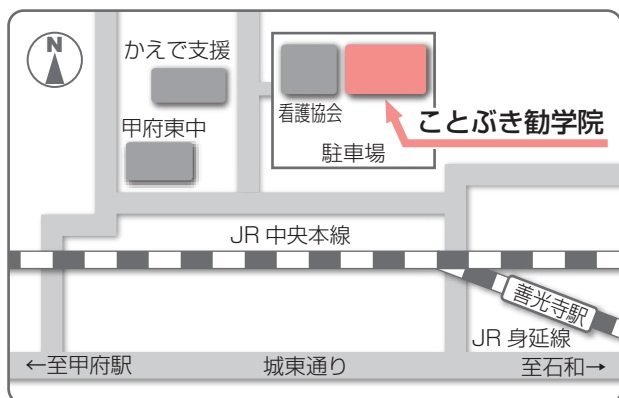 N
かえで支援
甲府東中
看護協会
ことぶき勧学院
駐車場
JR 中央本線
善光寺駅
JR 身延線
←至甲府駅
城東通り
至石和→